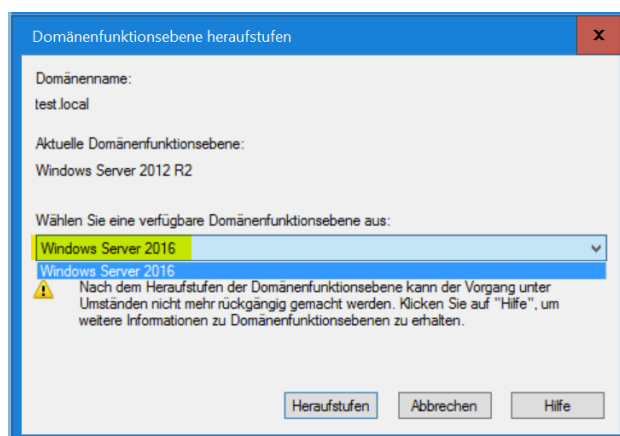 Domänenfunktionsebene heraufstufen
x
Domänenname:
test.local
Aktuelle Domänenfunktionsebene:
Windows Server 2012 R2
Wählen Sie eine verfügbare Domänenfunktionsebene aus:
Windows Server 2016
Windows Server 2016
Nach dem Heraufstufen der Domänenfunktionsebene kann der Vorgang unter
Umständen nicht mehr rückgängig gemacht werden. Klicken Sie auf "Hilfe", um
weitere Informationen zu Domänenfunktionsebenen zu erhalten.
Heraufstufen Abbrechen Hilfe